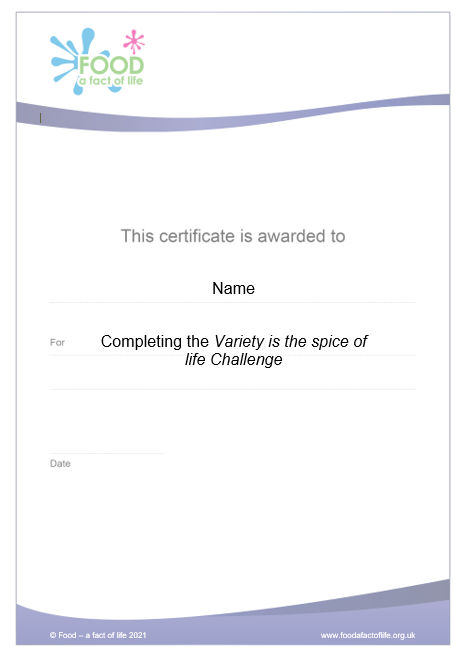 FOOD
a fact of life
This certificate is awarded to
Name
For Completing the Variety is the spice of
life Challenge
Date
© Food – a fact of life 2021 www.foodafactoflife.org.uk